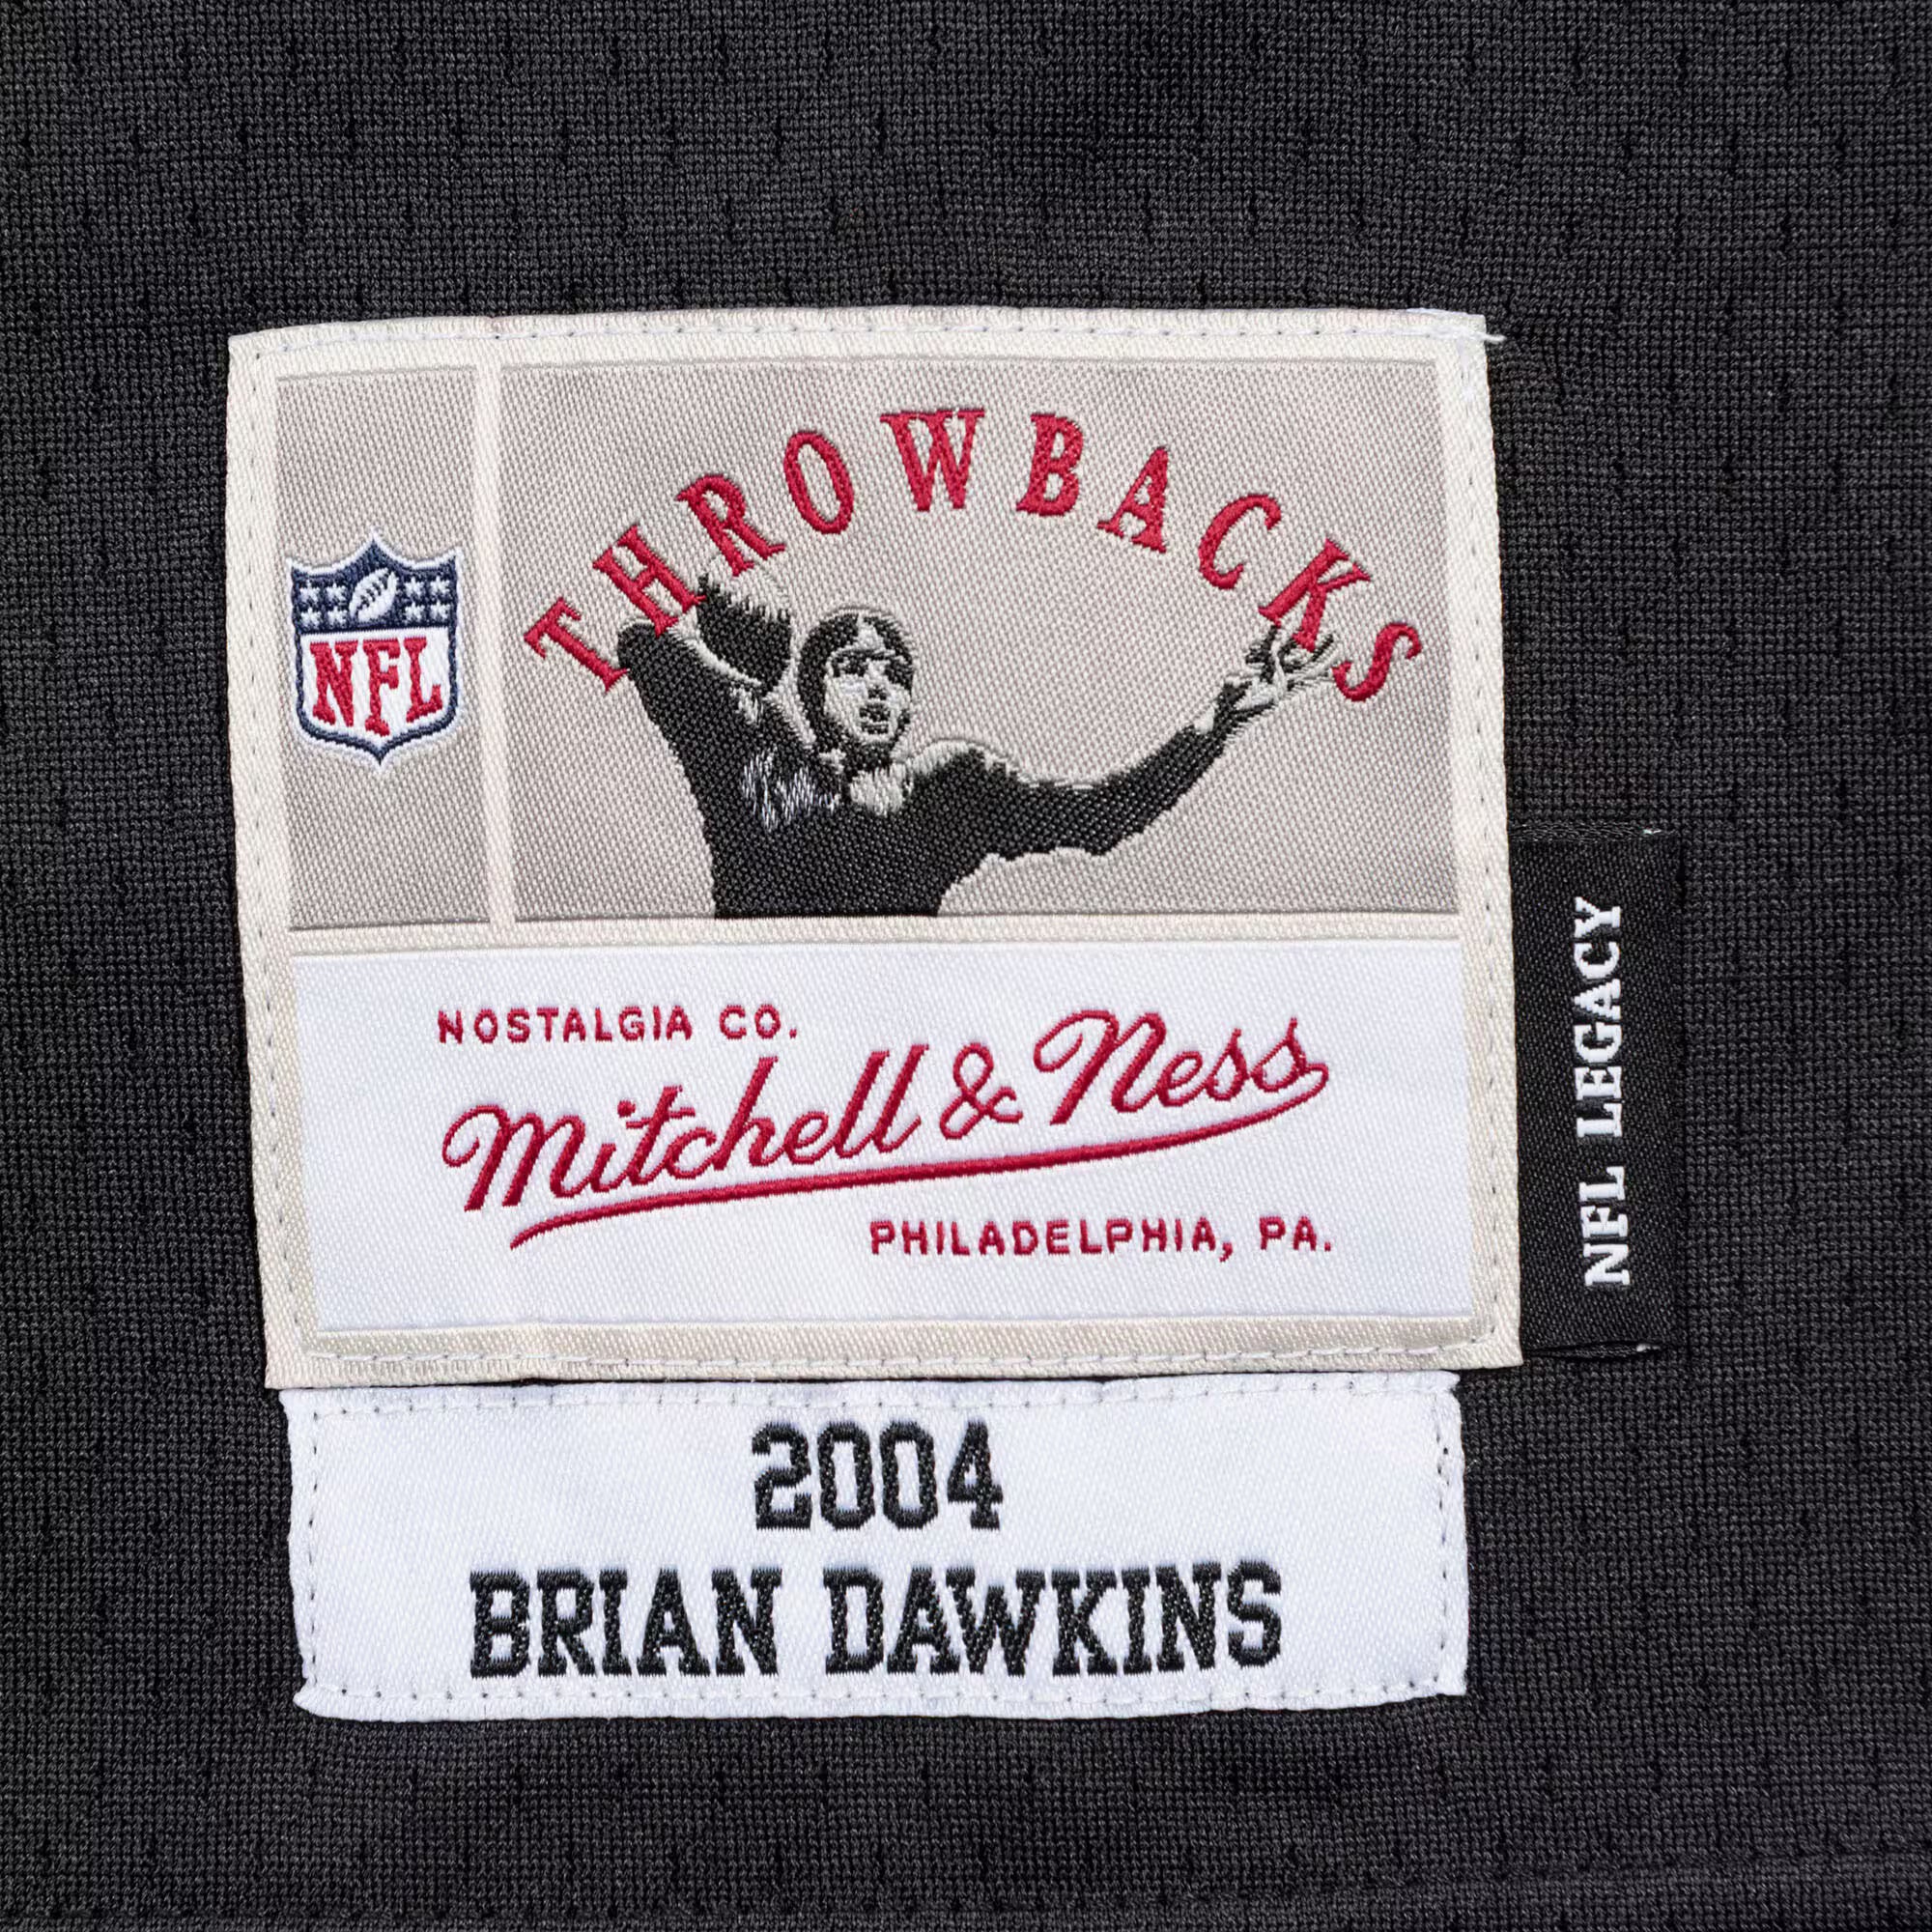 THROWBACKS
NFL
NOSTALGIA CO.
Mitchell & Ness
PHILADELPHIA, PA.
NFL LEGACY
2004
BRIAN DAWKINS